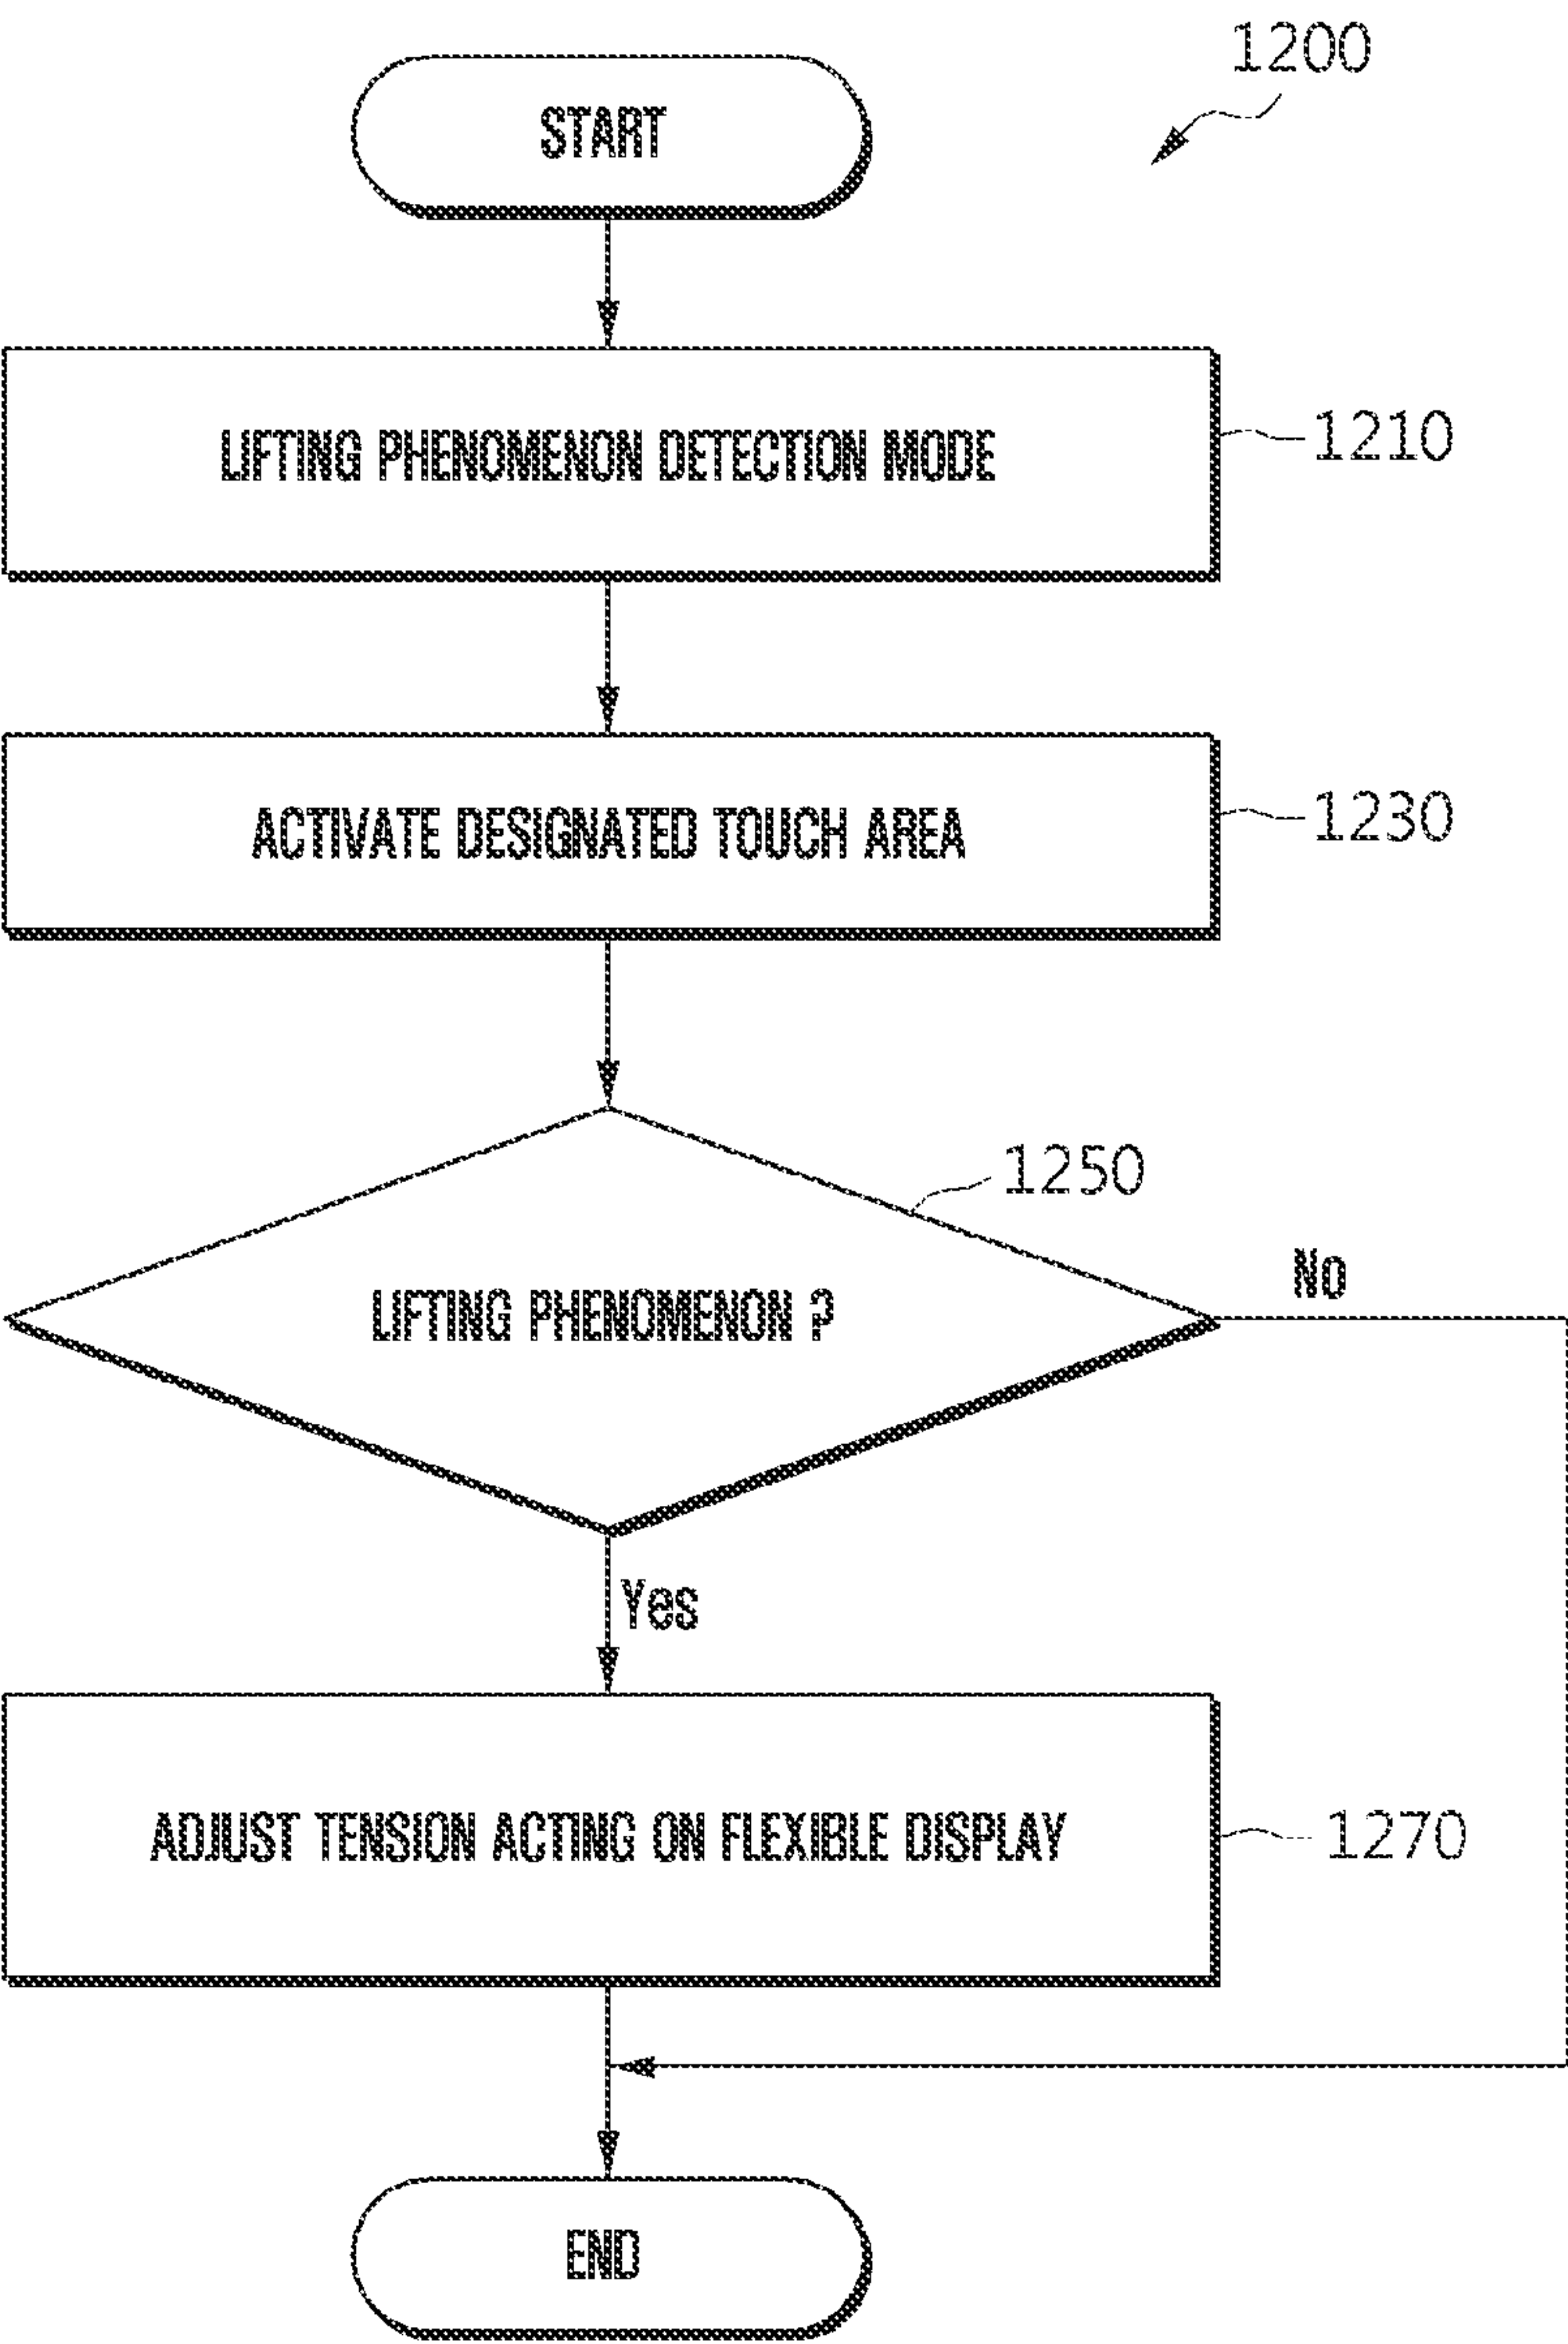 1200
START
LIFTING PHENOMENON DETECTION MODE
1210
ACTIVATE DESIGNATED TOUCH AREA
1230
1250
LIFTING PHENOMENON ?
No
Yes
ADJUST TENSION ACTING ON FLEXIBLE DISPLAY
1270
END